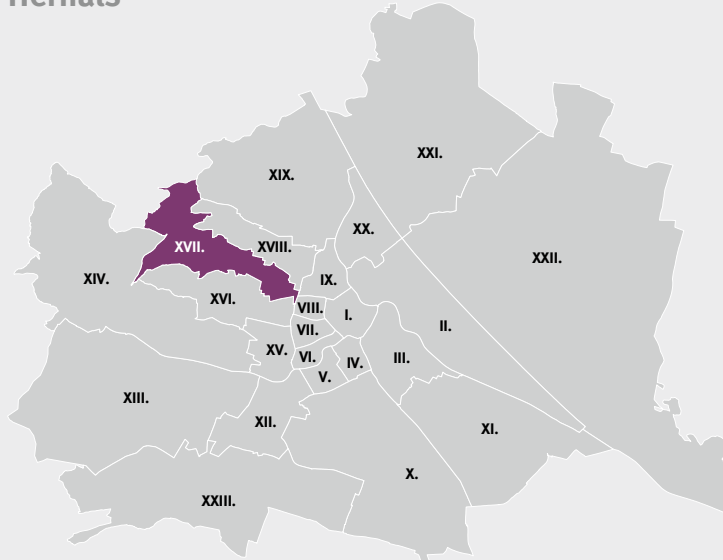 Hernals
XXI.
XIX.
XX.
XVII.
XVIII.
XXII.
XIV.
IX.
XVI.
VIII.
I.
II.
VII.
XV.
VI.
IV.
III.
V.
XIII.
XII.
XI.
X.
XXIII.